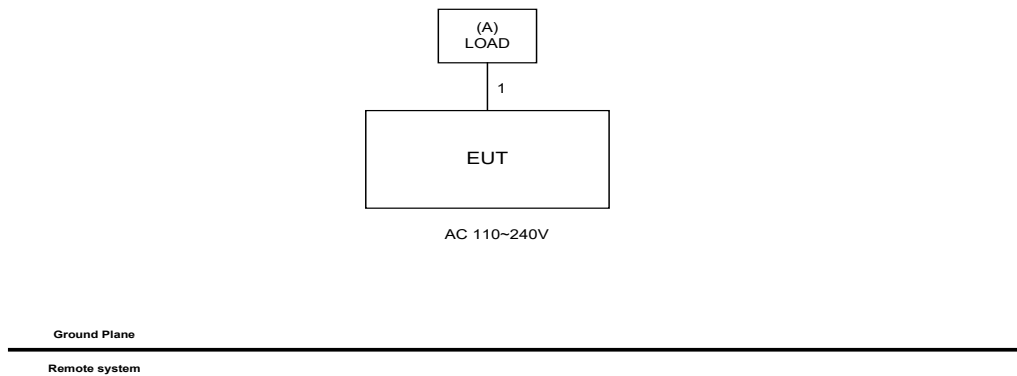 (A)
LOAD
1
EUT
AC 110~240V
Ground Plane
Remote system